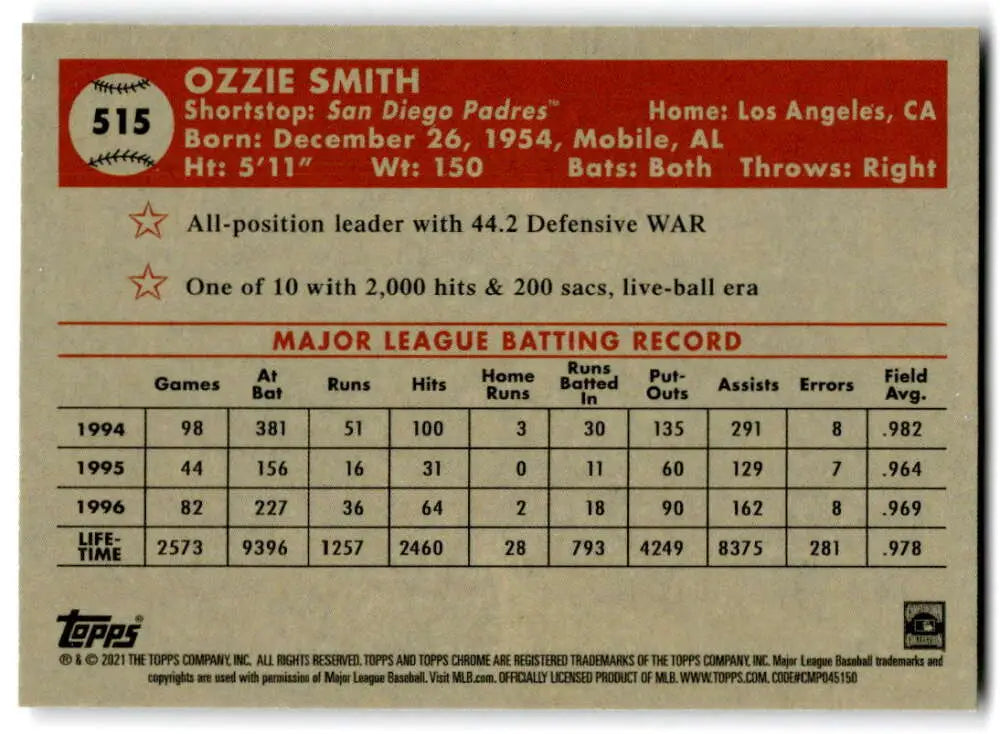 515
OZZIE SMITH
Shortstop: San Diego Padres™ Home: Los Angeles, CA
Born: December 26, 1954, Mobile, AL
Ht: 5'11" Wt: 150 Bats: Both Throws: Right
All-position leader with 44.2 Defensive WAR
One of 10 with 2,000 hits & 200 sacs, live-ball era
MAJOR LEAGUE BATTING RECORD
Games At Bat Runs Hits Home Runs Runs Batted In Put-Outs Assists Errors Field Avg.
1994 98 381 51 100 3 30 135 291 8 .982
1995 44 156 16 31 0 11 60 129 7 .964
1996 82 227 36 64 2 18 90 162 8 .969
LIFE-TIME 2573 9396 1257 2460 28 793 4249 8375 281 .978
Topps®
® & © 2021 THE TOPPS COMPANY, INC. ALL RIGHTS RESERVED. TOPPS AND TOPPS CHROME ARE REGISTERED TRADEMARKS OF THE TOPPS COMPANY, INC. Major League Baseball trademarks and
copyrights are used with permission of Major League Baseball. Visit MLB.com. OFFICIALLY LICENSED PRODUCT OF MLB. WWW.TOPPS.COM. CODE#CMP045150